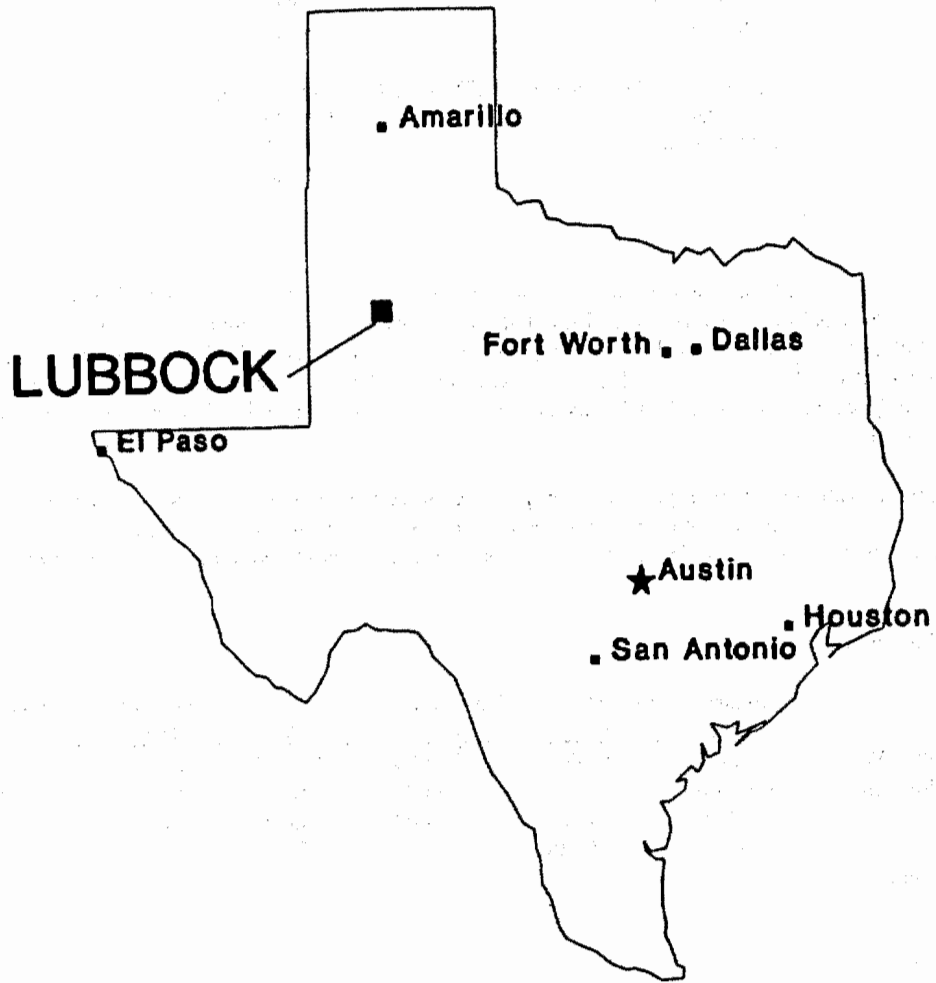 Amarillo
Fort Worth
Dallas
LUBBOCK
El Paso
Austin
Houston
San Antonio